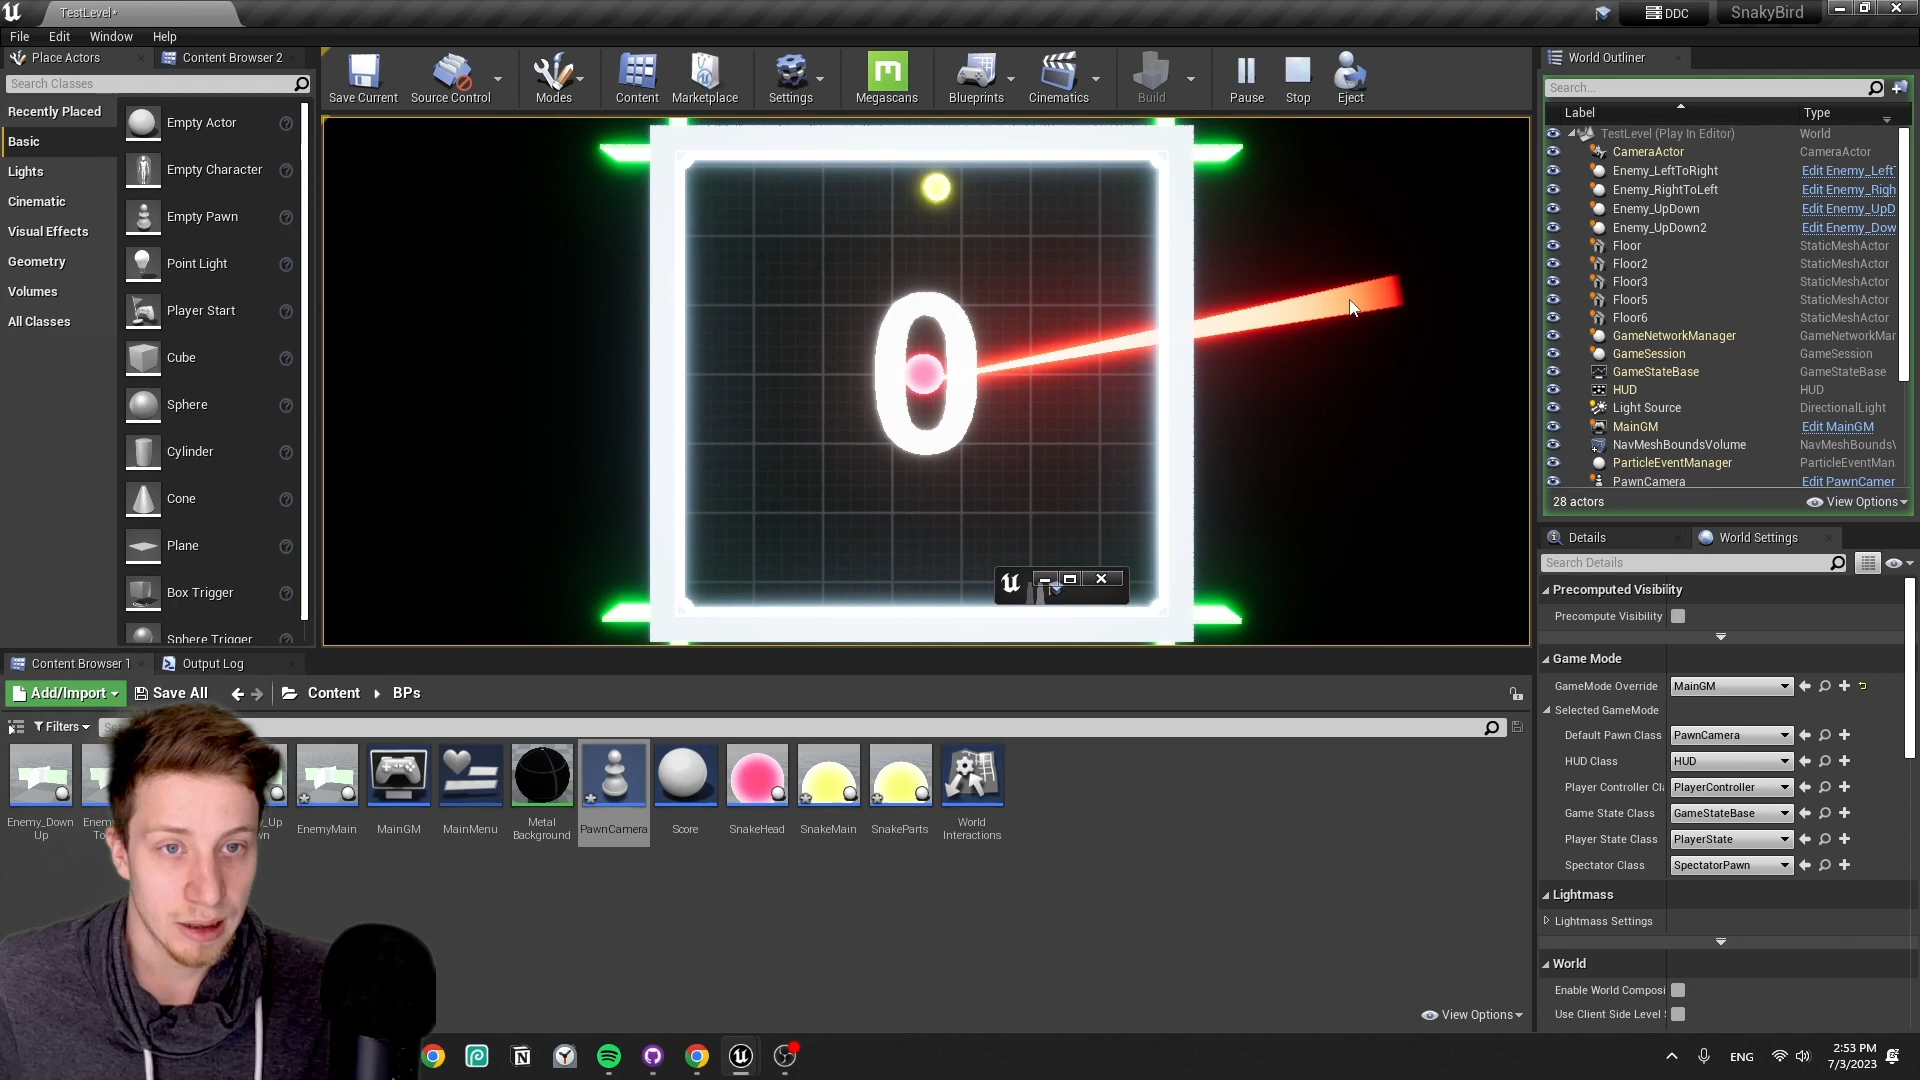 TestLevel*
DDC
SnakyBird
File Edit Window Help
Place Actors
Content Browser 2
Search Classes
Recently Placed
Basic
Lights
Cinematic
Visual Effects
Geometry
Volumes
All Classes
Empty Actor
Empty Character
Empty Pawn
Point Light
Player Start
Cube
Sphere
Cylinder
Cone
Plane
Box Trigger
Sphere Trigger
Save Current
Source Control
Modes
Content
Marketplace
Settings
Megascans
Blueprints
Cinematics
Build
Pause
Stop
Eject
0
World Outliner
Search...
Label Type
TestLevel (Play In Editor) World
CameraActor CameraActor
Enemy_LeftToRight Edit Enemy_Left
Enemy_RightToLeft Edit Enemy_Righ
Enemy_UpDown Edit Enemy_UpD
Enemy_UpDown2 Edit Enemy_Dow
Floor StaticMeshActor
Floor2 StaticMeshActor
Floor3 StaticMeshActor
Floor5 StaticMeshActor
Floor6 StaticMeshActor
GameNetworkManager GameNetworkMar
GameSession GameSession
GameStateBase GameStateBase
HUD HUD
Light Source DirectionalLight
MainGM Edit MainGM
NavMeshBoundsVolume NavMeshBounds
ParticleEventManager ParticleEventMan
PawnCamera Edit PawnCamer
28 actors
View Options
Details
World Settings
Search Details
Precomputed Visibility
Precompute Visibility
Game Mode
GameMode Override MainGM
Selected GameMode
Default Pawn Class PawnCamera
HUD Class HUD
Player Controller Cl PlayerController
Game State Class GameStateBase
Player State Class PlayerState
Spectator Class SpectatorPawn
Lightmass
Lightmass Settings
World
Enable World Composi
Use Client Side Level
Content Browser 1
Output Log
Add/Import
Save All
Content
BPs
Filters
Enemy_Down
Up
EnemyMain
MainGM
MainMenu
Metal
Background
PawnCamera
Score
SnakeHead
SnakeMain
SnakeParts
World
Interactions
View Options
ENG
2:53 PM
7/3/2023